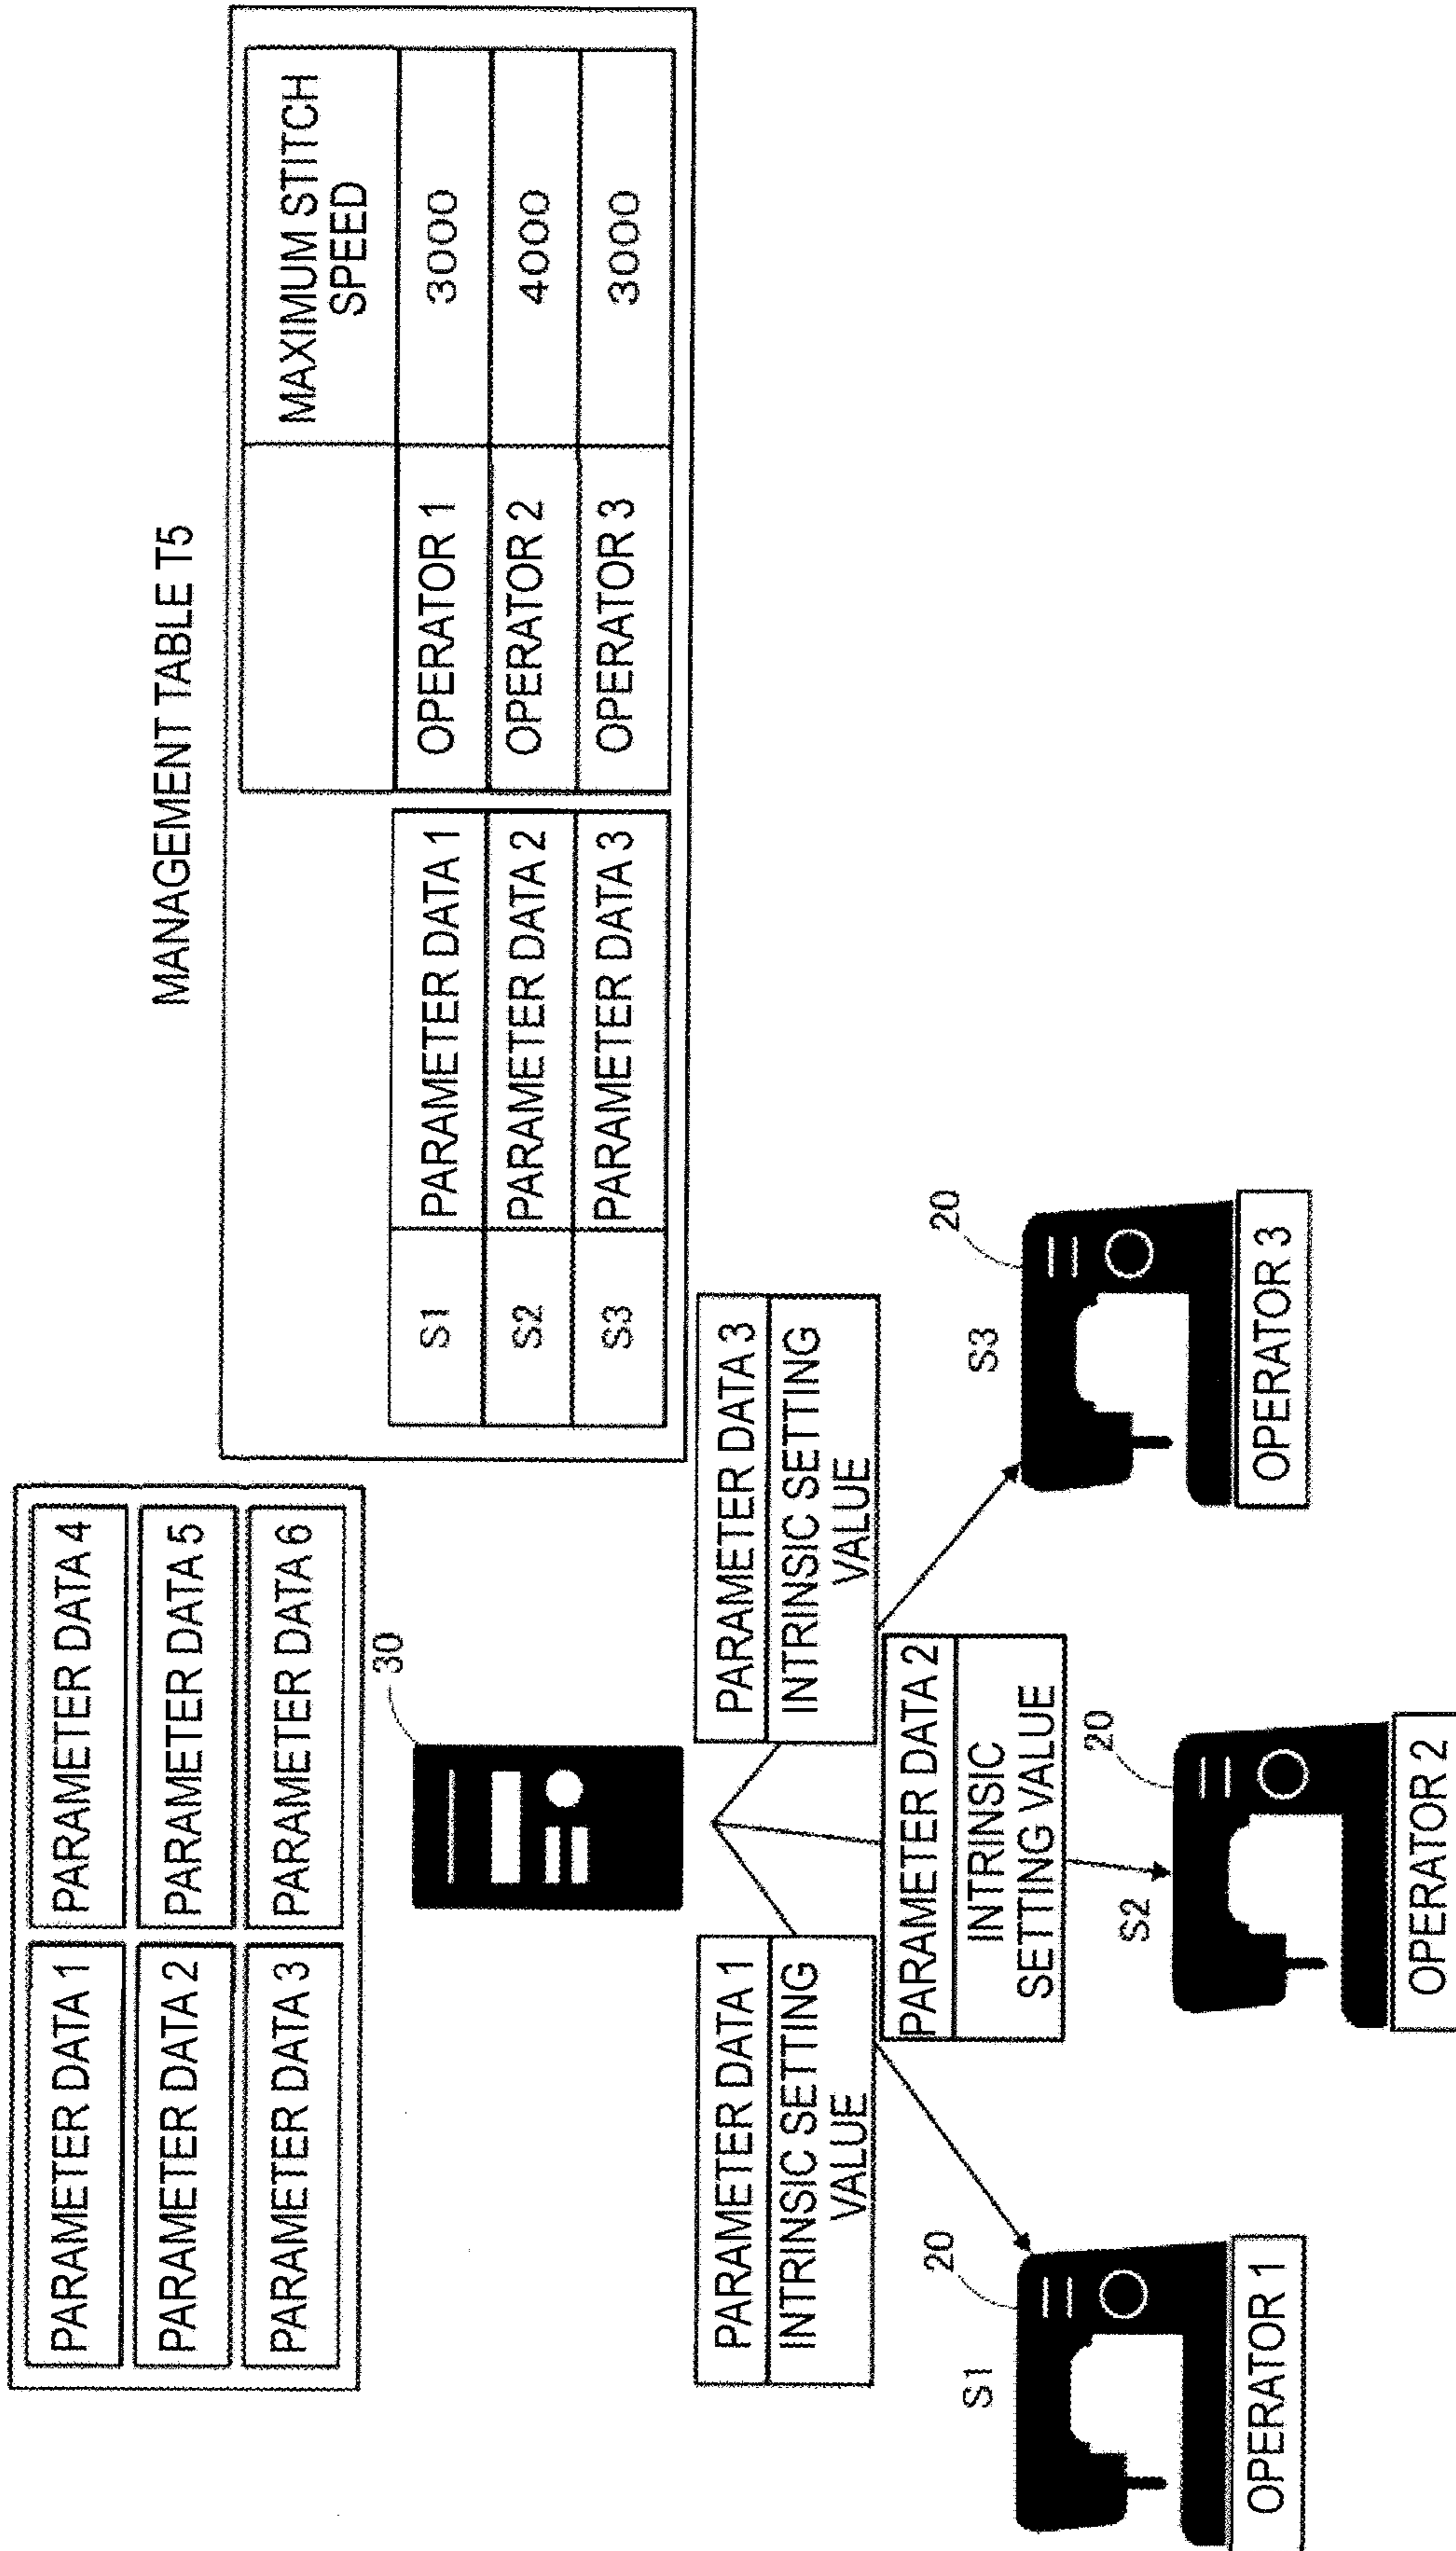 PARAMETER DATA 1
PARAMETER DATA 4
PARAMETER DATA 2
PARAMETER DATA 5
PARAMETER DATA 3
PARAMETER DATA 6
30
MANAGEMENT TABLE T5
MAXIMUM STITCH
SPEED
S1 PARAMETER DATA 1 OPERATOR 1 3000
S2 PARAMETER DATA 2 OPERATOR 2 4000
S3 PARAMETER DATA 3 OPERATOR 3 3000
PARAMETER DATA 1
INTRINSIC SETTING
VALUE
PARAMETER DATA 3
INTRINSIC SETTING
VALUE
PARAMETER DATA 2
INTRINSIC
SETTING VALUE
S1
20
OPERATOR 1
S2
20
OPERATOR 2
S3
20
OPERATOR 3